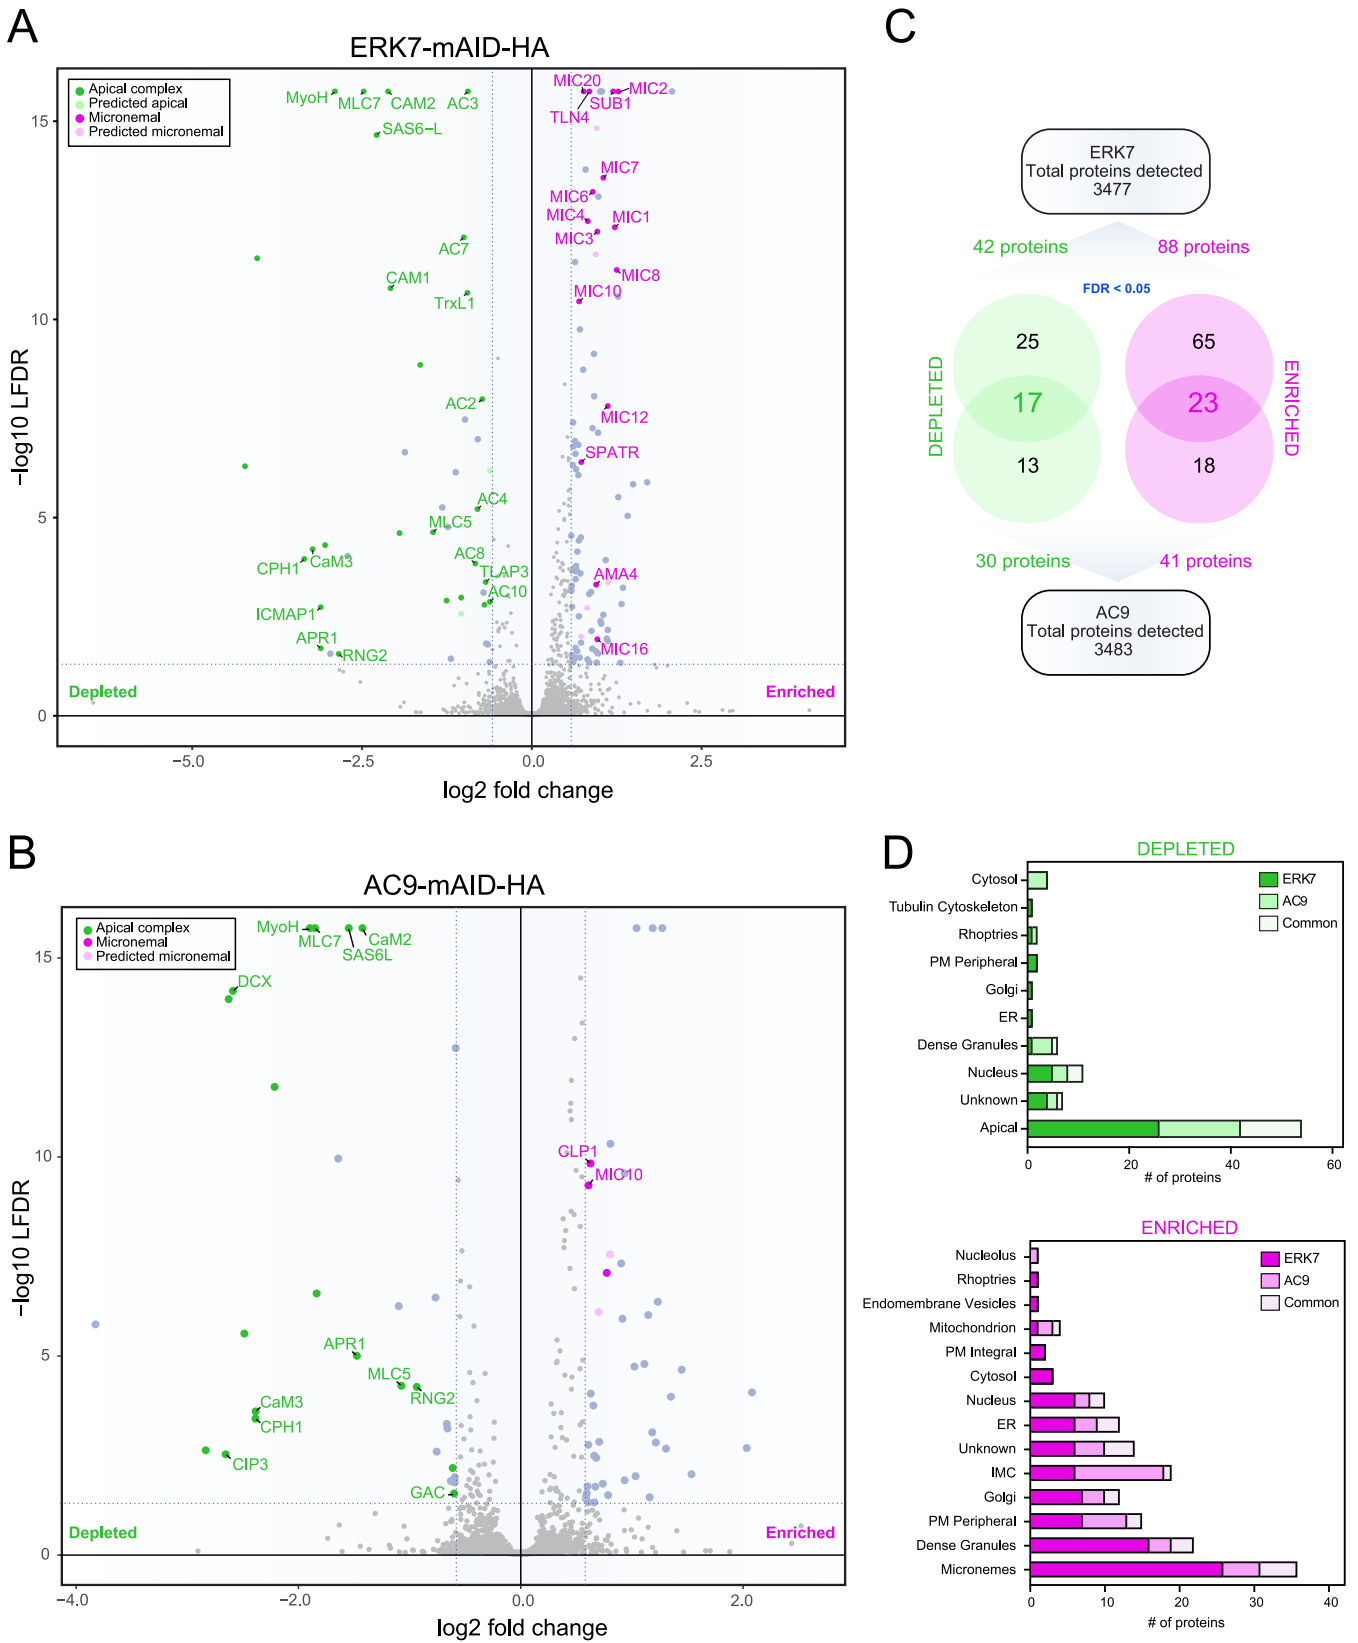 A
ERK7-mAID-HA
Apical complex
Predicted apical
Micronemal
Predicted micronemal
MyoH
MLC7
CAM2
AC3
SAS6-L
MIC20
MIC2
SUB1
TLN4
MIC7
MIC6
MIC4
MIC1
MIC3
AC7
CAM1
TrxL1
MIC8
MIC10
AC2
MIC12
SPATR
AC4
MLC5
AC8
TLAP3
AC10
CPH1
CaM3
ICMAP1
APR1
RNG2
AMA4
MIC16
Depleted
Enriched
15
10
5
0
−log10 LFDR
−5.0
−2.5
0.0
2.5
log2 fold change
B
AC9-mAID-HA
Apical complex
Micronemal
Predicted micronemal
MyoH
MLC7
CaM2
SAS6L
DCX
CLP1
MIC10
APR1
MLC5
RNG2
CaM3
CPH1
CIP3
GAC
Depleted
Enriched
15
10
5
0
−log10 LFDR
−4.0
−2.0
0.0
2.0
log2 fold change
C
ERK7
Total proteins detected
3477
42 proteins
88 proteins
FDR < 0.05
DEPLETED
25
17
13
65
23
18
ENRICHED
30 proteins
41 proteins
AC9
Total proteins detected
3483
D
DEPLETED
ERK7
AC9
Common
Cytosol
Tubulin Cytoskeleton
Rhoptries
PM Peripheral
Golgi
ER
Dense Granules
Nucleus
Unknown
Apical
0
20
40
60
# of proteins
ENRICHED
ERK7
AC9
Common
Nucleolus
Rhoptries
Endomembrane Vesicles
Mitochondrion
PM Integral
Cytosol
Nucleus
ER
Unknown
IMC
Golgi
PM Peripheral
Dense Granules
Micronemes
0
10
20
30
40
# of proteins